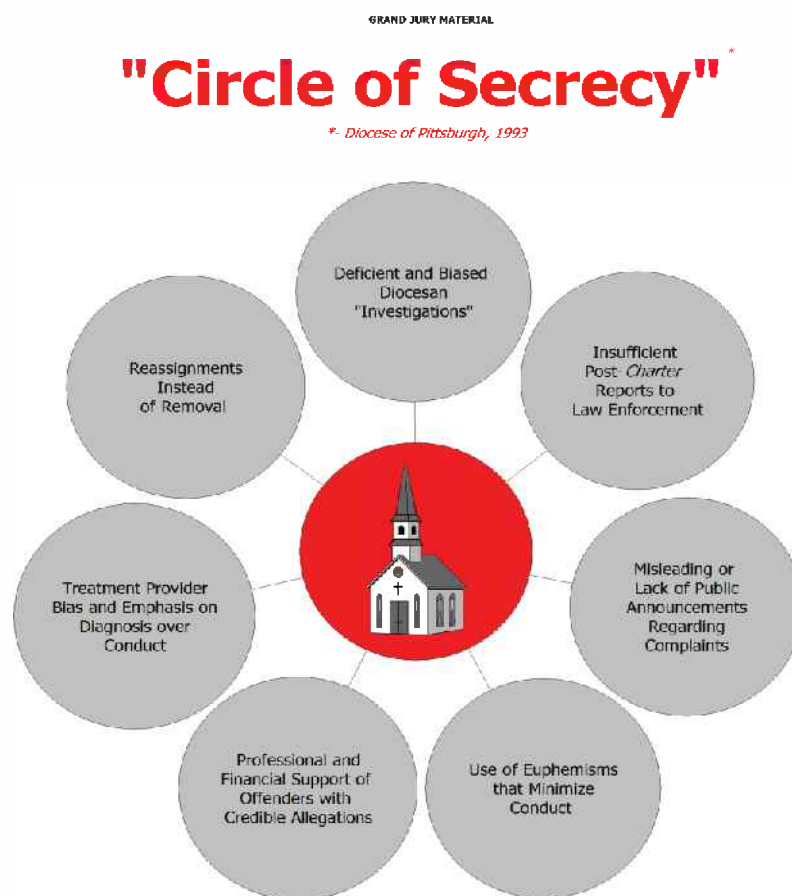 GRAND JURY MATERIAL
"Circle of Secrecy" *
*- Diocese of Pittsburgh, 1993
Deficient and Biased
Diocesan
"Investigations"
Insufficient
Post-Charter
Reports to
Law Enforcement
Misleading or
Lack of Public
Announcements
Regarding
Complaints
Use of Euphemisms
that Minimize
Conduct
Professional and
Financial Support of
Offenders with
Credible Allegations
Treatment Provider
Bias and Emphasis on
Diagnosis over
Conduct
Reassignments
Instead
of Removal